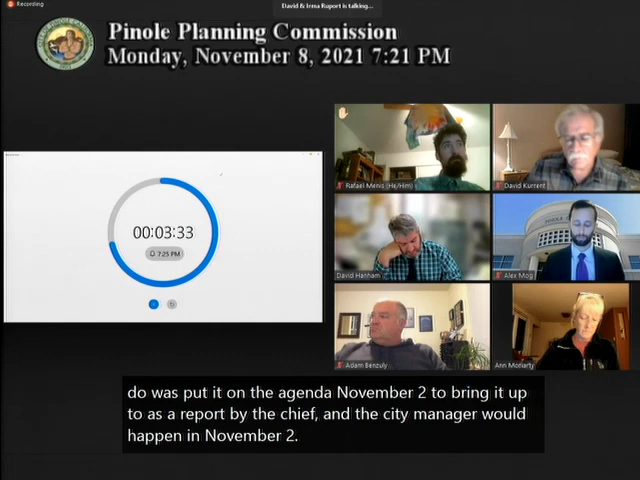 Recording
David & Irma Ruport is talking...
Pinole Planning Commission
Monday, November 8, 2021 7:21 PM
00:03:33
7:25 PM
Rafael Menis (He/Him)
David Kurrent
David Hanham
Alex Mog
Adam Benzuly
Ann Moriarty
do was put it on the agenda November 2 to bring it up
to as a report by the chief, and the city manager would
happen in November 2.